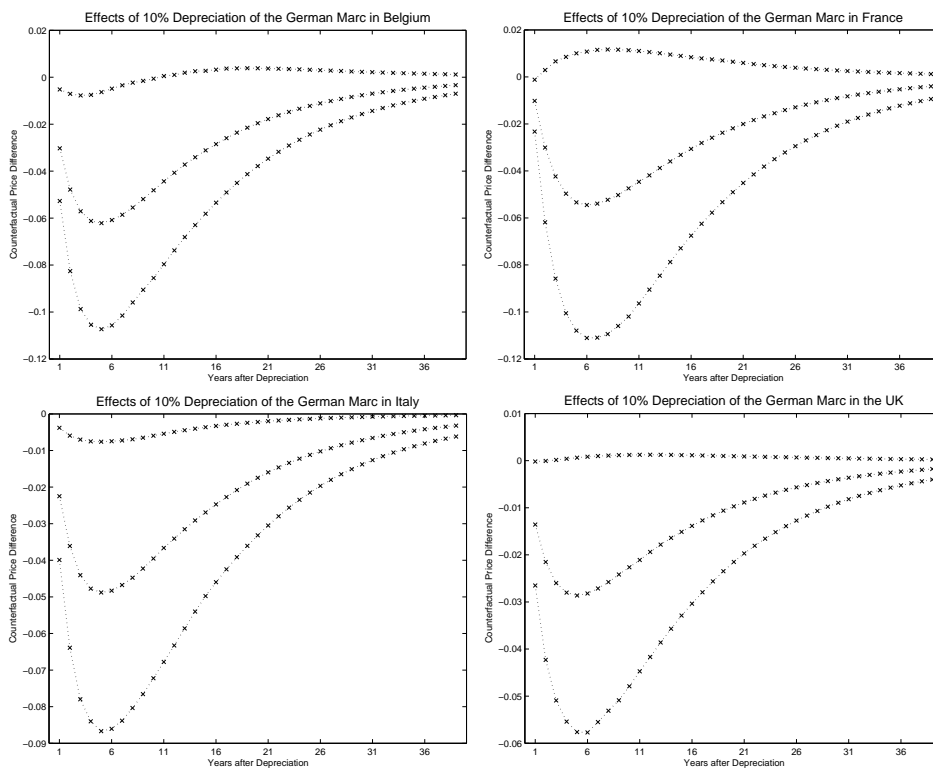 Effects of 10% Depreciation of the German Marc in Belgium
0.02
0
−0.02
−0.04
−0.06
−0.08
−0.1
−0.12
Counterfactual Price Difference
1 6 11 16 21 26 31 36
Years after Depreciation
Effects of 10% Depreciation of the German Marc in France
0.02
0
−0.02
−0.04
−0.06
−0.08
−0.1
−0.12
Counterfactual Price Difference
1 6 11 16 21 26 31 36
Years after Depreciation
Effects of 10% Depreciation of the German Marc in Italy
0
−0.01
−0.02
−0.03
−0.04
−0.05
−0.06
−0.07
−0.08
−0.09
Counterfactual Price Difference
1 6 11 16 21 26 31 36
Years after Depreciation
Effects of 10% Depreciation of the German Marc in the UK
0.01
0
−0.01
−0.02
−0.03
−0.04
−0.05
−0.06
Counterfactual Price Difference
1 6 11 16 21 26 31 36
Years after Depreciation